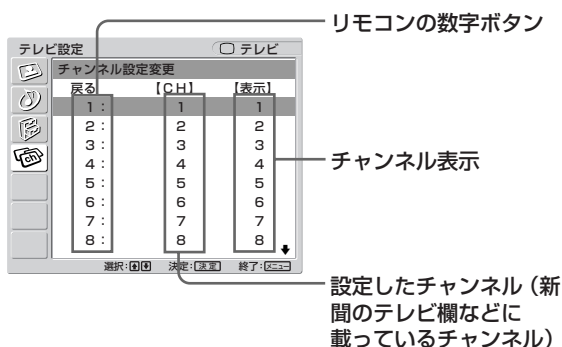 リモコンの数字ボタン
テレビ設定 テレビ
チャンネル設定変更
戻る 【CH】 【表示】
1: 1 1
2: 2 2
3: 3 3
4: 4 4
5: 5 5
6: 6 6
7: 7 7
8: 8 8
チャンネル表示
選択: 決定:決定 終了:メニュー
設定したチャンネル（新
聞のテレビ欄などに
載っているチャンネル）
ch